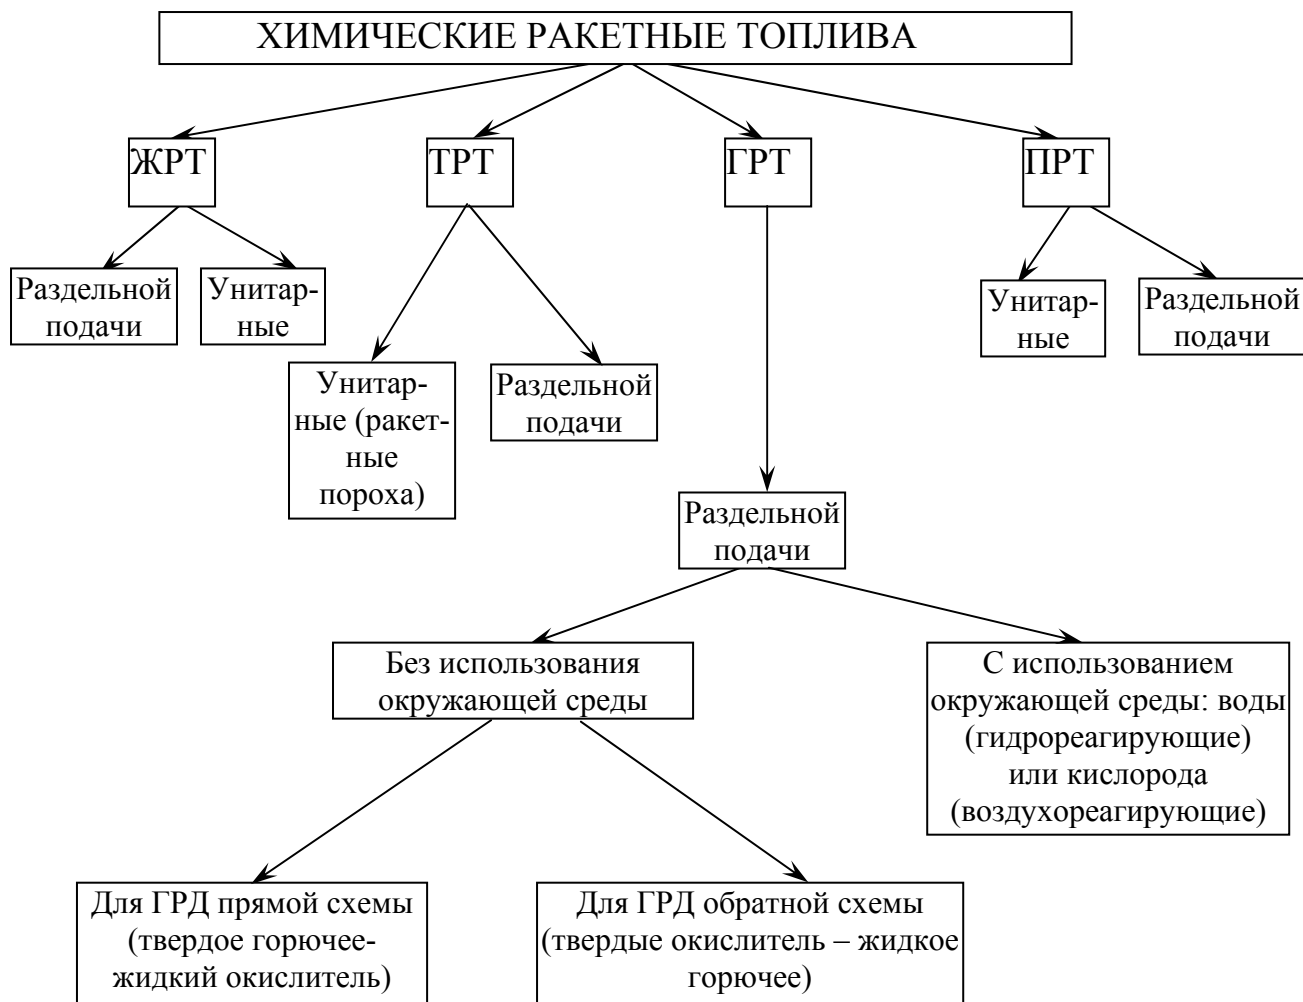 ХИМИЧЕСКИЕ РАКЕТНЫЕ ТОПЛИВА
ЖРТ
ТРТ
ГРТ
ПРТ
Раздельной
подачи
Унитар-
ные
Унитар-
ные
Раздельной
подачи
Унитар-
ные (ракет-
ные
пороха)
Раздельной
подачи
Раздельной
подачи
Без использования
окружающей среды
С использованием
окружающей среды: воды
(гидрореагирующие)
или кислорода
(воздухореагирующие)
Для ГРД прямой схемы
(твердое горючее-
жидкий окислитель)
Для ГРД обратной схемы
(твердые окислитель – жидкое
горючее)